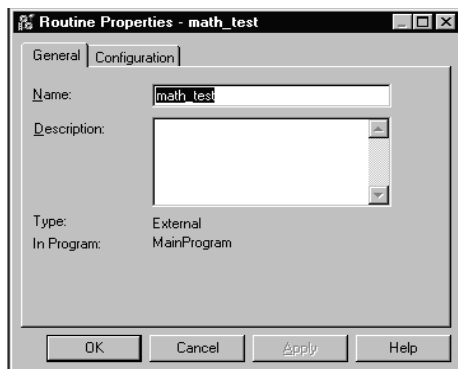 Routine Properties - math_test
General Configuration
Name: math_test
Description:
Type: External
In Program: MainProgram
OK Cancel Apply Help